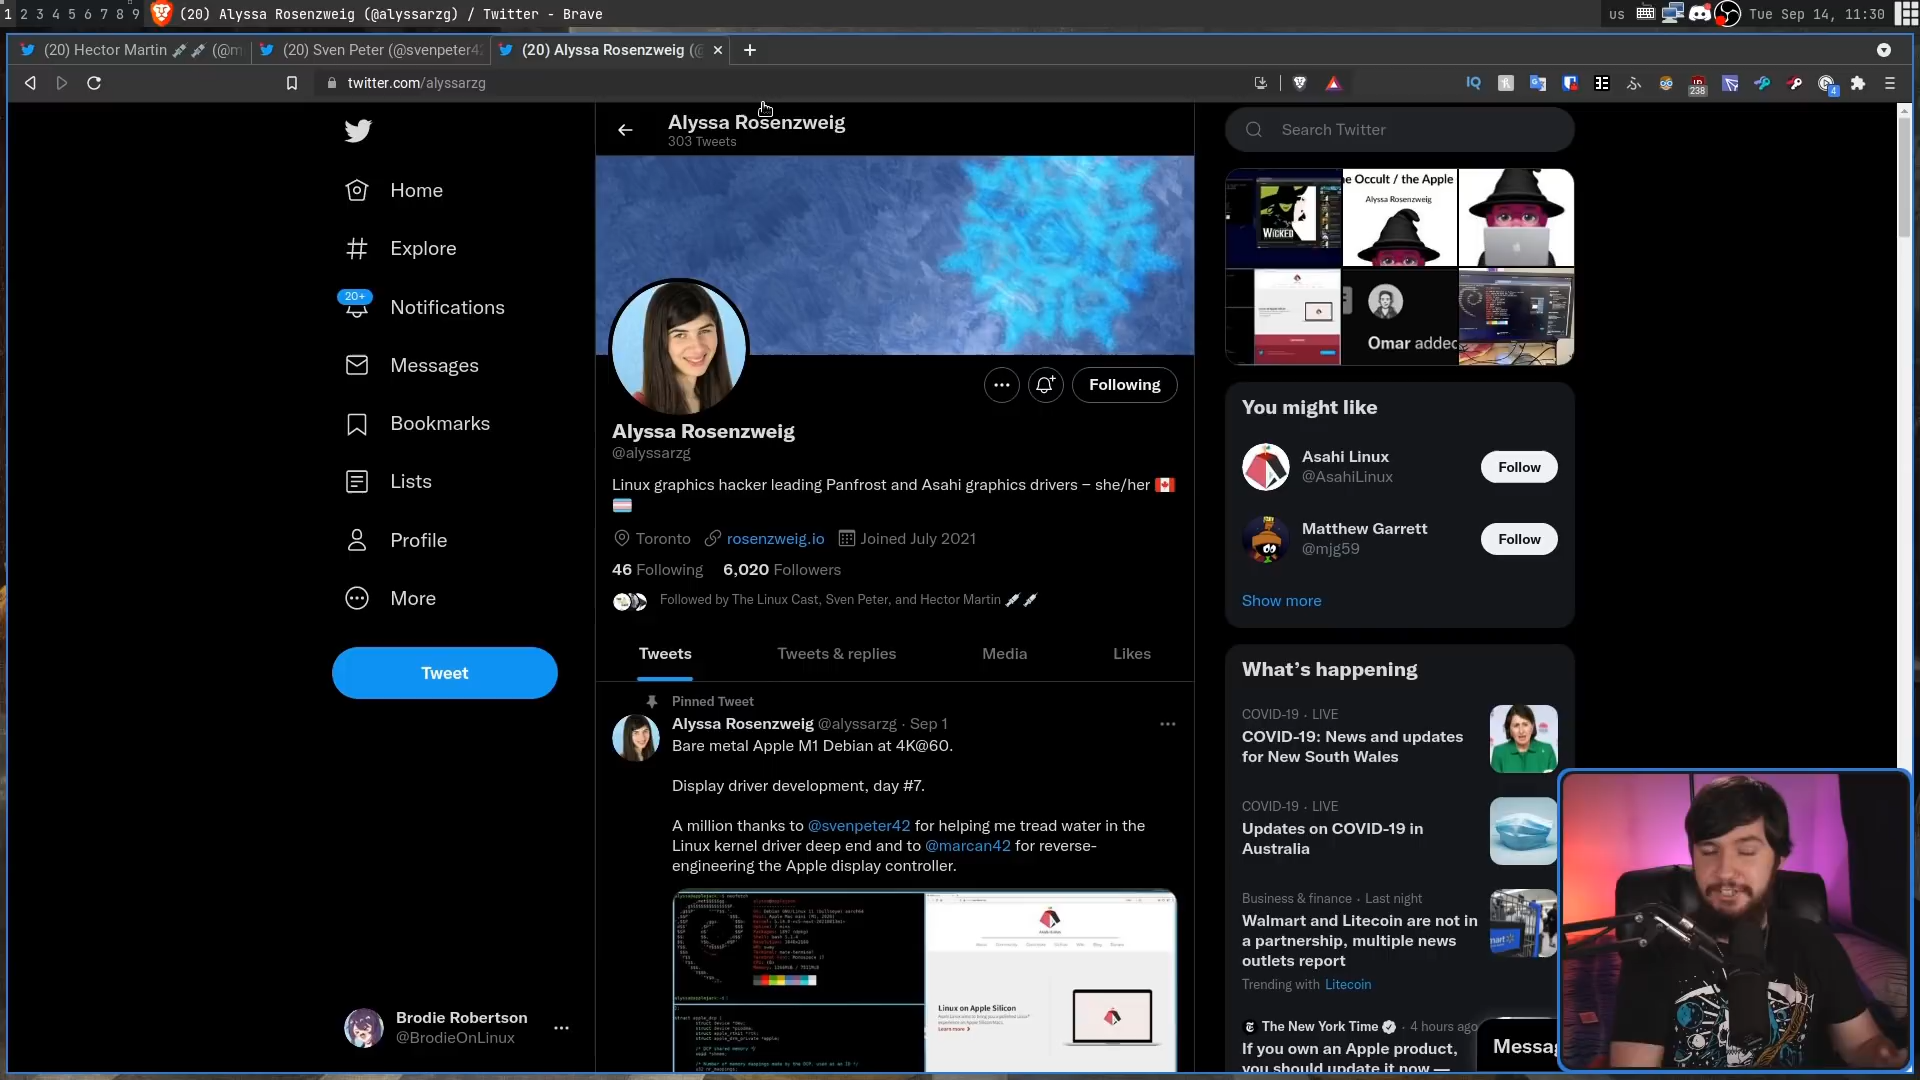 1 2 3 4 5 6 7 8 9 (20) Alyssa Rosenzweig (@alyssarzg) / Twitter - Brave
us Tue Sep 14, 11:30
(20) Hector Martin 💉💉 (@m
(20) Sven Peter (@svenpeter42
(20) Alyssa Rosenzweig (@
twitter.com/alyssarzg
238
4
Alyssa Rosenzweig
303 Tweets
Search Twitter
Home
Explore
20+
Notifications
Messages
Bookmarks
Lists
Profile
More
Tweet
Brodie Robertson
@BrodieOnLinux
Following
Alyssa Rosenzweig
@alyssarzg
Linux graphics hacker leading Panfrost and Asahi graphics drivers – she/her 🇨🇦
🏳️‍⚧️
Toronto rosenzweig.io Joined July 2021
46 Following 6,020 Followers
Followed by The Linux Cast, Sven Peter, and Hector Martin 💉💉
Tweets Tweets & replies Media Likes
Pinned Tweet
Alyssa Rosenzweig @alyssarzg · Sep 1
Bare metal Apple M1 Debian at 4K@60.
Display driver development, day #7.
A million thanks to @svenpeter42 for helping me tread water in the
Linux kernel driver deep end and to @marcan42 for reverse-
engineering the Apple display controller.
Linux on Apple Silicon
WICKED
e Occult / the Apple
Alyssa Rosenzweig
Omar added
You might like
Asahi Linux
@AsahiLinux
Follow
Matthew Garrett
@mjg59
Follow
Show more
What's happening
COVID-19 · LIVE
COVID-19: News and updates
for New South Wales
COVID-19 · LIVE
Updates on COVID-19 in
Australia
Business & finance · Last night
Walmart and Litecoin are not in
a partnership, multiple news
outlets report
Trending with Litecoin
The New York Time · 4 hours ago
If you own an Apple product,
you should update it now —
Messa